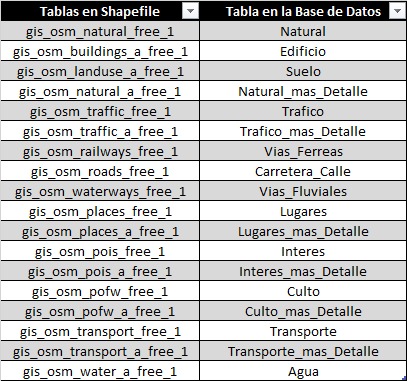 Tablas en Shapefile Tabla en la Base de Datos
gis_osm_natural_free_1 Natural
gis_osm_buildings_a_free_1 Edificio
gis_osm_landuse_a_free_1 Suelo
gis_osm_natural_a_free_1 Natural_mas_Detalle
gis_osm_traffic_free_1 Trafico
gis_osm_traffic_a_free_1 Trafico_mas_Detalle
gis_osm_railways_free_1 Vias_Ferreas
gis_osm_roads_free_1 Carretera_Calle
gis_osm_waterways_free_1 Vias_Fluviales
gis_osm_places_free_1 Lugares
gis_osm_places_a_free_1 Lugares_mas_Detalle
gis_osm_pois_free_1 Interes
gis_osm_pois_a_free_1 Interes_mas_Detalle
gis_osm_pofw_free_1 Culto
gis_osm_pofw_a_free_1 Culto_mas_Detalle
gis_osm_transport_free_1 Transporte
gis_osm_transport_a_free_1 Transporte_mas_Detalle
gis_osm_water_a_free_1 Agua